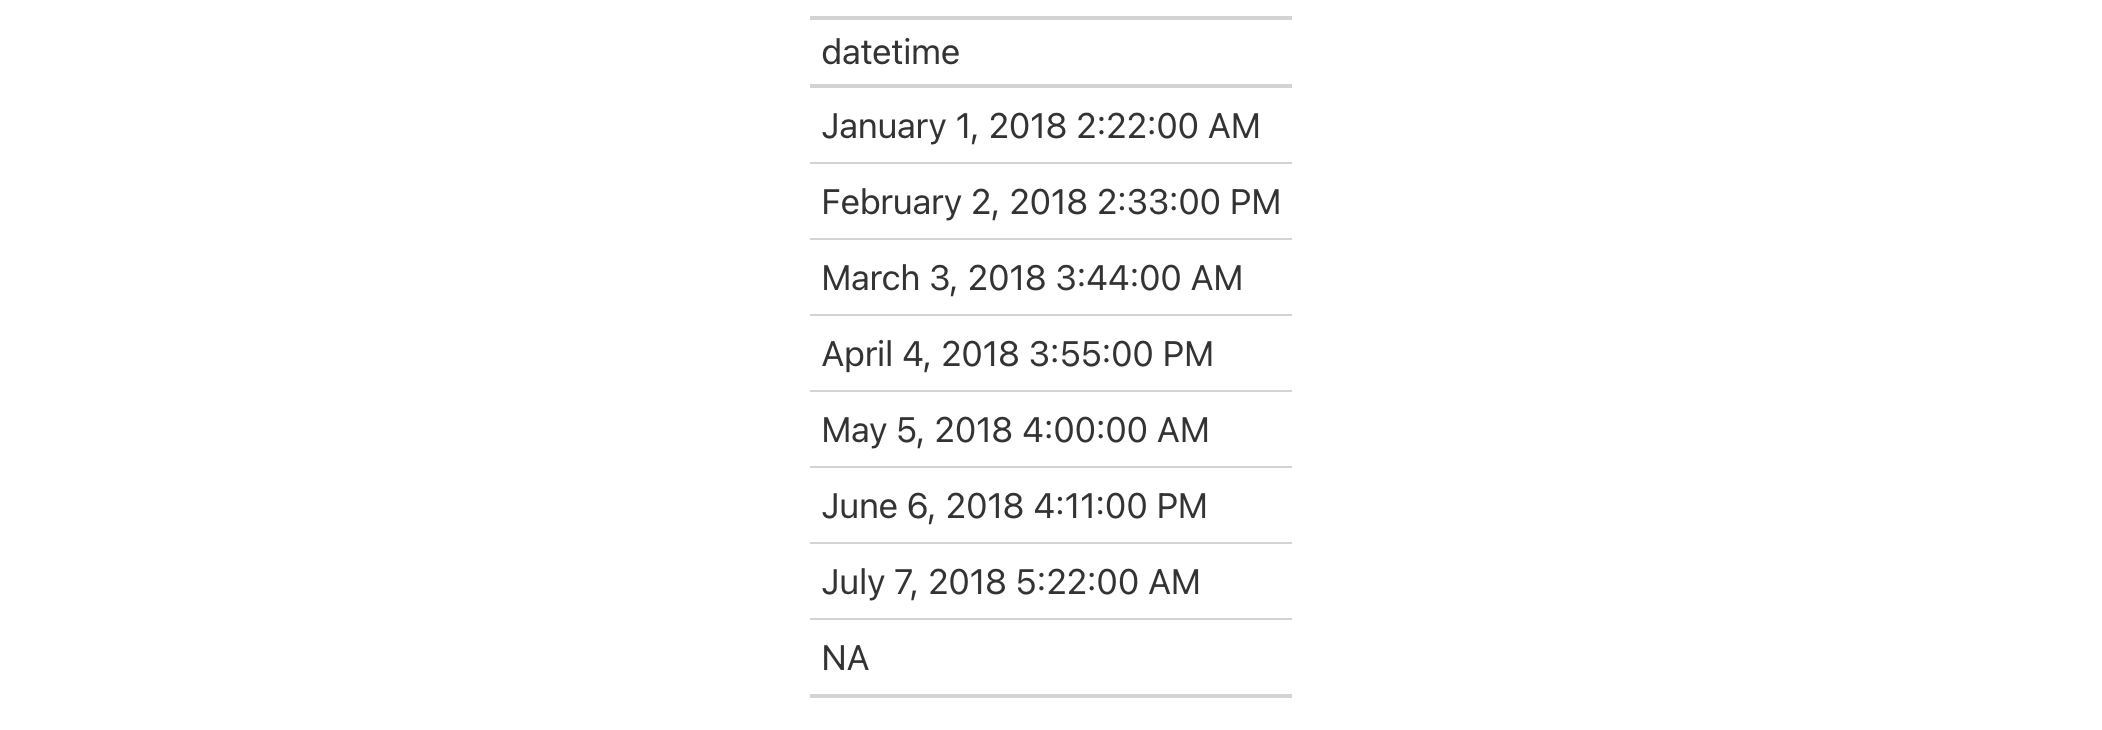 datetime
January 1, 2018 2:22:00 AM
February 2, 2018 2:33:00 PM
March 3, 2018 3:44:00 AM
April 4, 2018 3:55:00 PM
May 5, 2018 4:00:00 AM
June 6, 2018 4:11:00 PM
July 7, 2018 5:22:00 AM
NA